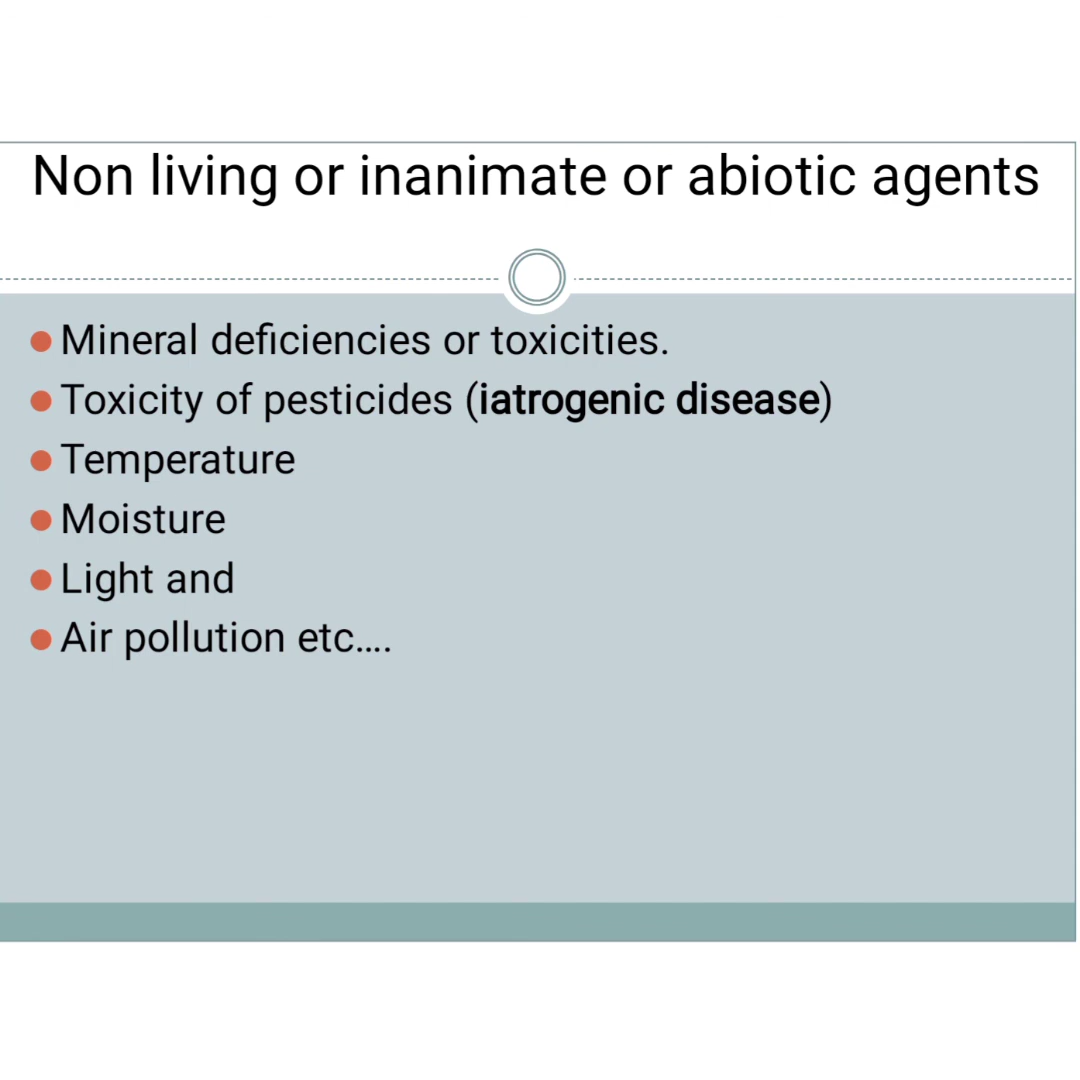 Non living or inanimate or abiotic agents
Mineral deficiencies or toxicities.
Toxicity of pesticides (iatrogenic disease)
Temperature
Moisture
Light and
Air pollution etc....